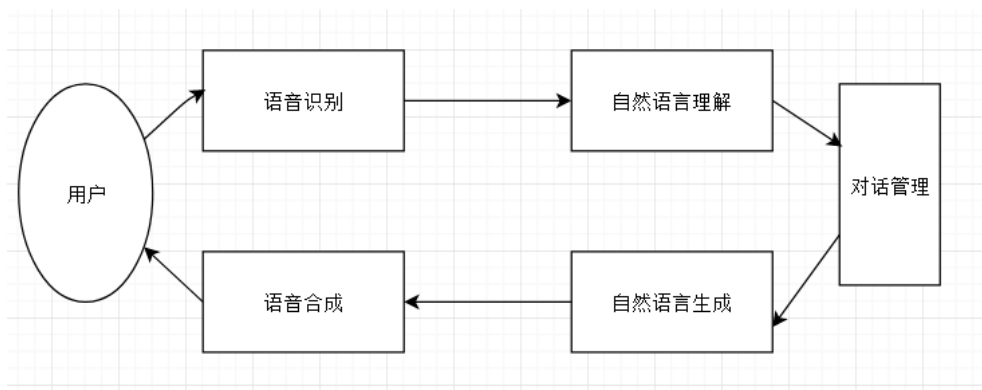 语音识别
自然语言理解
用户
对话管理
语音合成
自然语言生成